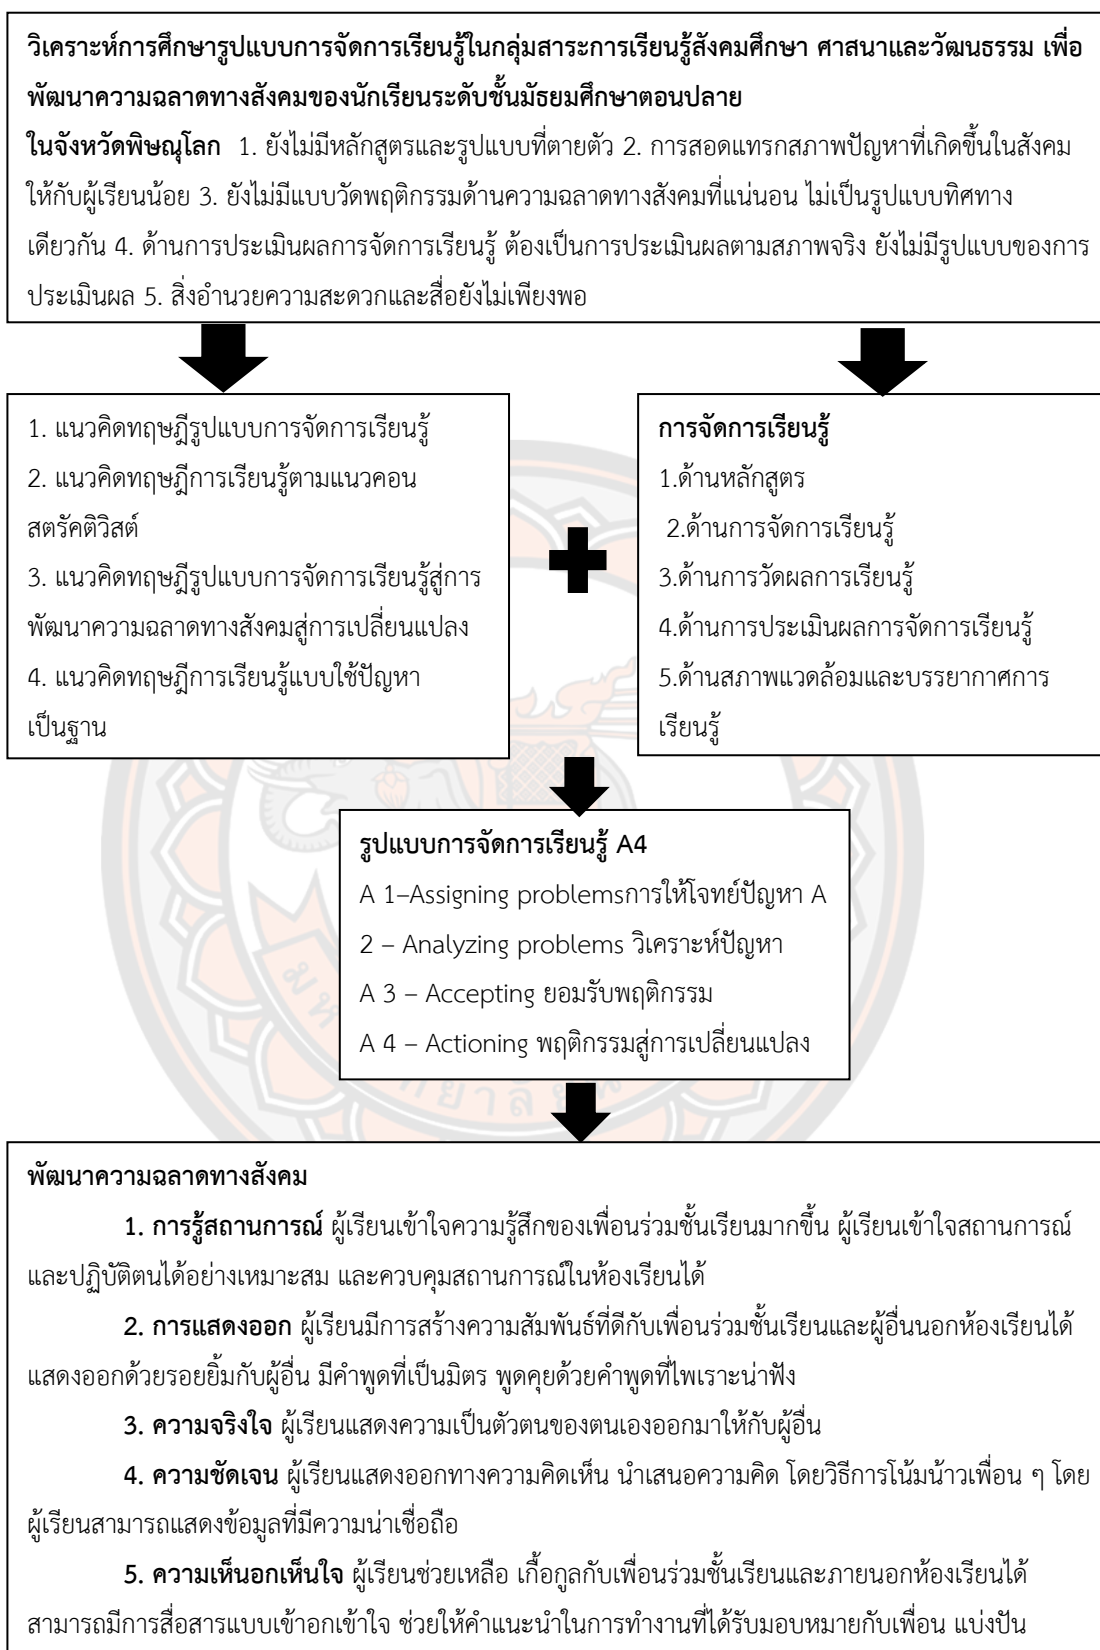 วิเคราะห์การศึกษารูปแบบการจัดการเรียนรู้ในกลุ่มสาระการเรียนรู้สังคมศึกษา ศาสนาและวัฒนธรรม เพื่อ
พัฒนาความฉลาดทางสังคมของนักเรียนระดับชั้นมัธยมศึกษาตอนปลาย
ในจังหวัดพิษณุโลก 1. ยังไม่มีหลักสูตรและรูปแบบที่ตายตัว 2. การสอดแทรกสภาพปัญหาที่เกิดขึ้นในสังคม
ให้กับผู้เรียนน้อย 3. ยังไม่มีแบบวัดพฤติกรรมด้านความฉลาดทางสังคมที่แน่นอน ไม่เป็นรูปแบบทิศทาง
เดียวกัน 4. ด้านการประเมินผลการจัดการเรียนรู้ ต้องเป็นการประเมินผลตามสภาพจริง ยังไม่มีรูปแบบของการ
ประเมินผล 5. สิ่งอำนวยความสะดวกและสื่อยังไม่เพียงพอ
1. แนวคิดทฤษฎีรูปแบบการจัดการเรียนรู้
2. แนวคิดทฤษฎีการเรียนรู้ตามแนวคอน
สตรัคติวิสต์
3. แนวคิดทฤษฎีรูปแบบการจัดการเรียนรู้สู่การ
พัฒนาความฉลาดทางสังคมสู่การเปลี่ยนแปลง
4. แนวคิดทฤษฎีการเรียนรู้แบบใช้ปัญหา
เป็นฐาน
การจัดการเรียนรู้
1.ด้านหลักสูตร
2.ด้านการจัดการเรียนรู้
3.ด้านการวัดผลการเรียนรู้
4.ด้านการประเมินผลการจัดการเรียนรู้
5.ด้านสภาพแวดล้อมและบรรยากาศการ
เรียนรู้
รูปแบบการจัดการเรียนรู้ A4
A 1–Assigning problemsการให้โจทย์ปัญหา A
2 – Analyzing problems วิเคราะห์ปัญหา
A 3 – Accepting ยอมรับพฤติกรรม
A 4 – Actioning พฤติกรรมสู่การเปลี่ยนแปลง
พัฒนาความฉลาดทางสังคม
1. การรู้สถานการณ์ ผู้เรียนเข้าใจความรู้สึกของเพื่อนร่วมชั้นเรียนมากขึ้น ผู้เรียนเข้าใจสถานการณ์
และปฏิบัติตนได้อย่างเหมาะสม และควบคุมสถานการณ์ในห้องเรียนได้
2. การแสดงออก ผู้เรียนมีการสร้างความสัมพันธ์ที่ดีกับเพื่อนร่วมชั้นเรียนและผู้อื่นนอกห้องเรียนได้
แสดงออกด้วยรอยยิ้มกับผู้อื่น มีคำพูดที่เป็นมิตร พูดคุยด้วยคำพูดที่ไพเราะน่าฟัง
3. ความจริงใจ ผู้เรียนแสดงความเป็นตัวตนของตนเองออกมาให้กับผู้อื่น
4. ความชัดเจน ผู้เรียนแสดงออกทางความคิดเห็น นำเสนอความคิด โดยวิธีการโน้มน้าวเพื่อน ๆ โดย
ผู้เรียนสามารถแสดงข้อมูลที่มีความน่าเชื่อถือ
5. ความเห็นอกเห็นใจ ผู้เรียนช่วยเหลือ เกื้อกูลกับเพื่อนร่วมชั้นเรียนและภายนอกห้องเรียนได้
สามารถมีการสื่อสารแบบเข้าอกเข้าใจ ช่วยให้คำแนะนำในการทำงานที่ได้รับมอบหมายกับเพื่อน แบ่งปัน